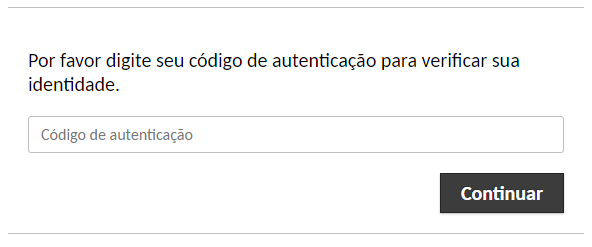 Por favor digite seu código de autenticação para verificar sua
identidade.
Código de autenticação
Continuar